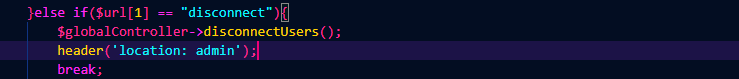 }else if($url[1] == "disconnect"){
$globalController->disconnectUsers();
header('location: admin');
break;